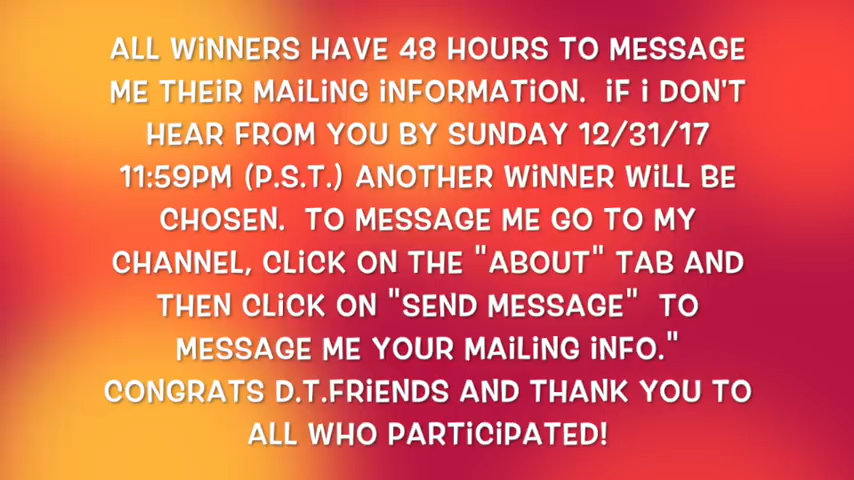 ALL WiNNERS HAVE 48 HOURS TO MESSAGE
ME THEiR MAiLiNG iNFORMATiON.  iF i DON'T
HEAR FROM YOU BY SUNDAY 12/31/17
11:59PM (P.S.T.) ANOTHER WiNNER WiLL BE
CHOSEN.  TO MESSAGE ME GO TO MY
CHANNEL, CLiCK ON THE "ABOUT" TAB AND
THEN CLiCK ON "SEND MESSAGE"  TO
MESSAGE ME YOUR MAiLiNG iNFO."
CONGRATS D.T.FRiENDS AND THANK YOU TO
ALL WHO PARTiCiPATED!